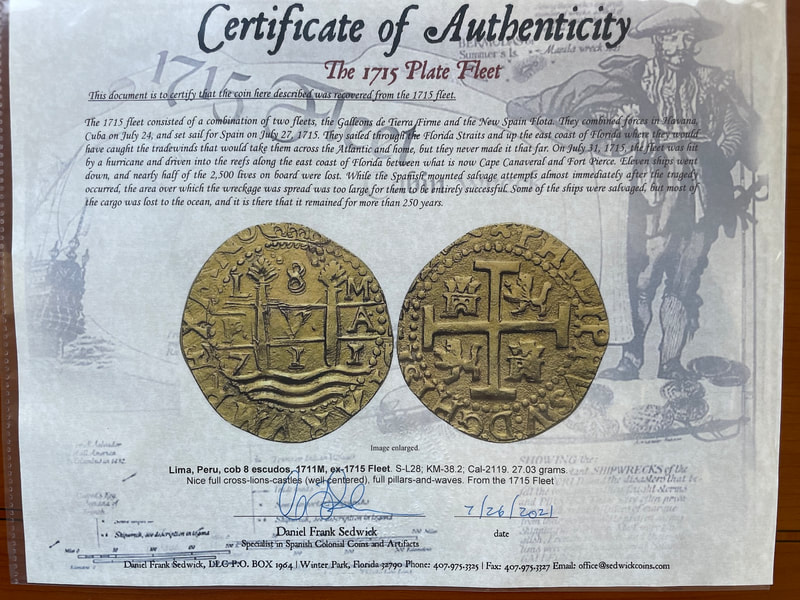 Certificate of Authenticity
The 1715 Plate Fleet
This document is to certify that the coin here described was recovered from the 1715 fleet.
The 1715 fleet consisted of a combination of two fleets, the Galleons de Tierra Firme and the New Spain Flota. They combined forces in Havana,
Cuba on July 24, and set sail for Spain on July 27, 1715. They sailed through the Florida Straits and up the east coast of Florida where they would
have caught the tradewinds that would take them across the Atlantic and home, but they never made it that far. On July 31, 1715, the fleet was hit
by a hurricane and driven into the reefs along the east coast of Florida between what is now Cape Canaveral and Fort Pierce. Eleven ships went
down, and nearly half of the 2,500 lives on board were lost. While the Spanish mounted salvage attempts almost immediately after the tragedy
occurred, the area over which the wreckage was spread was too large for them to be entirely successful. Some of the ships were salvaged, but most of
the cargo was lost to the ocean, and it is there that it remained for more than 250 years.
L 8 M
P V A
7 1 1
Image enlarged.
Lima, Peru, cob 8 escudos, 1711M, ex-1715 Fleet. S-L28; KM-38.2; Cal-2119. 27.03 grams.
Nice full cross-lions-castles (well centered), full pillars-and-waves. From the 1715 Fleet
7/26/2021
Daniel Frank Sedwick
date
Specialist in Spanish Colonial Coins and Artifacts
Daniel Frank Sedwick, DLG P.O. BOX 1964 | Winter Park, Florida 32790 Phone: 407.975.3325 | Fax: 407.975.3327 Email: office@sedwickcoins.com